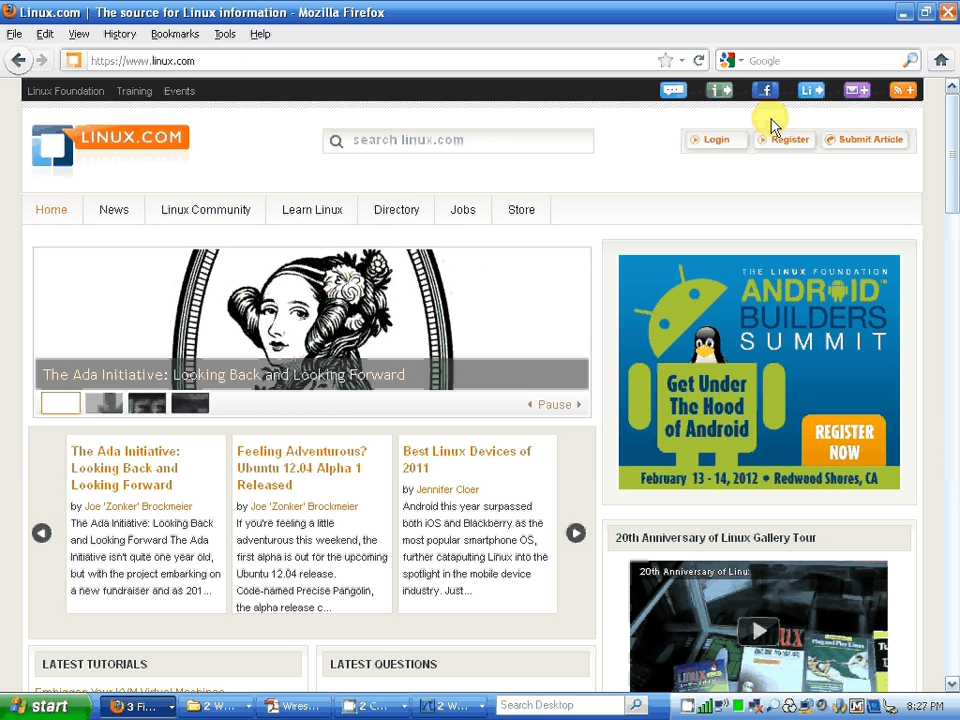 Linux.com | The source for Linux information - Mozilla Firefox
File Edit View History Bookmarks Tools Help
https://www.linux.com
Google
Linux Foundation Training Events
LINUX.COM
search linux.com
Login Register Submit Article
Home News Linux Community Learn Linux Directory Jobs Store
The Ada Initiative: Looking Back and Looking Forward
Pause
THE LINUX FOUNDATION
ANDROID
BUILDERS
SUMMIT
Get Under
The Hood
of Android
REGISTER
NOW
February 13 - 14, 2012 • Redwood Shores, CA
The Ada Initiative:
Looking Back and
Looking Forward
by Joe 'Zonker' Brockmeier
The Ada Initiative: Looking Back
and Looking Forward The Ada
Initiative isn't quite one year old,
but with the project embarking on
a new fundraiser and as 201...
Feeling Adventurous?
Ubuntu 12.04 Alpha 1
Released
by Joe 'Zonker' Brockmeier
If you're feeling a little
adventurous this weekend, the
first alpha is out for the upcoming
Ubuntu 12.04 release.
Code-named Precise Pangolin,
the alpha release c...
Best Linux Devices of
2011
by Jennifer Cloer
Android this year surpassed
both iOS and Blackberry as the
most popular smartphone OS,
further catapulting Linux into the
spotlight in the mobile device
industry. Just...
20th Anniversary of Linux Gallery Tour
20th Anniversary of Linu:
LATEST TUTORIALS
LATEST QUESTIONS
Embiggen Your KVM Virtual Machines
start
3 Fi...
2 W...
Wires...
2 C...
2 W...
Search Desktop
8:27 PM